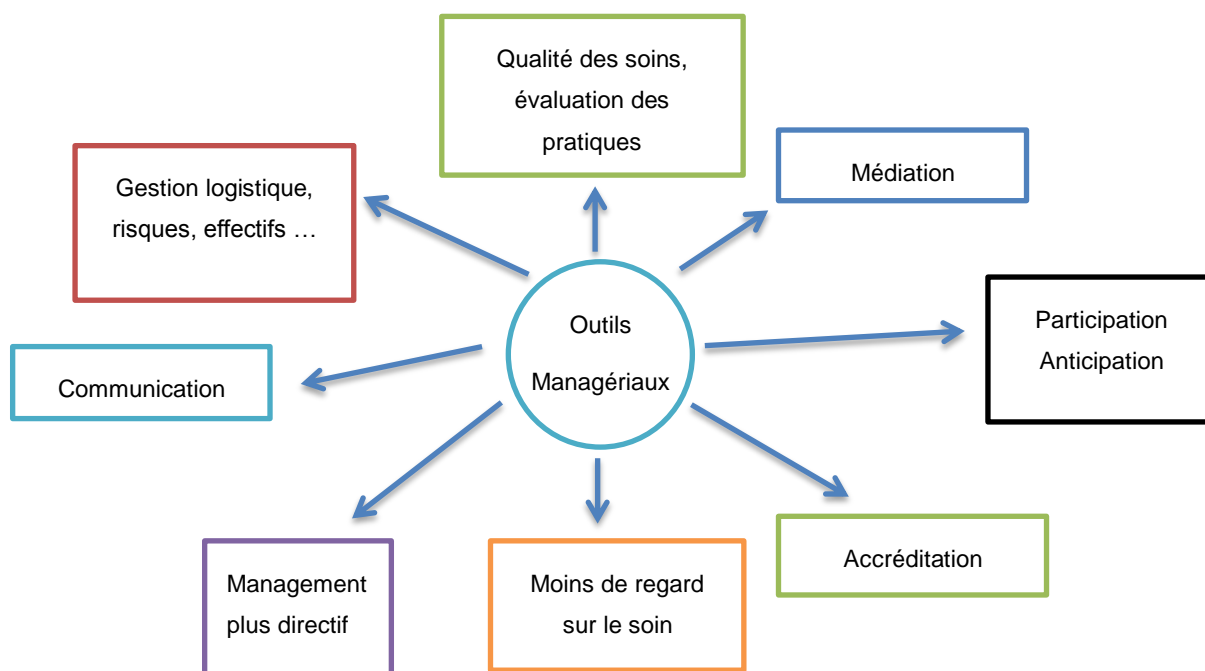 Qualité des soins,
évaluation des
pratiques
Médiation
Gestion logistique,
risques, effectifs …
Participation
Anticipation
Outils
Managériaux
Communication
Accréditation
Management
plus directif
Moins de regard
sur le soin